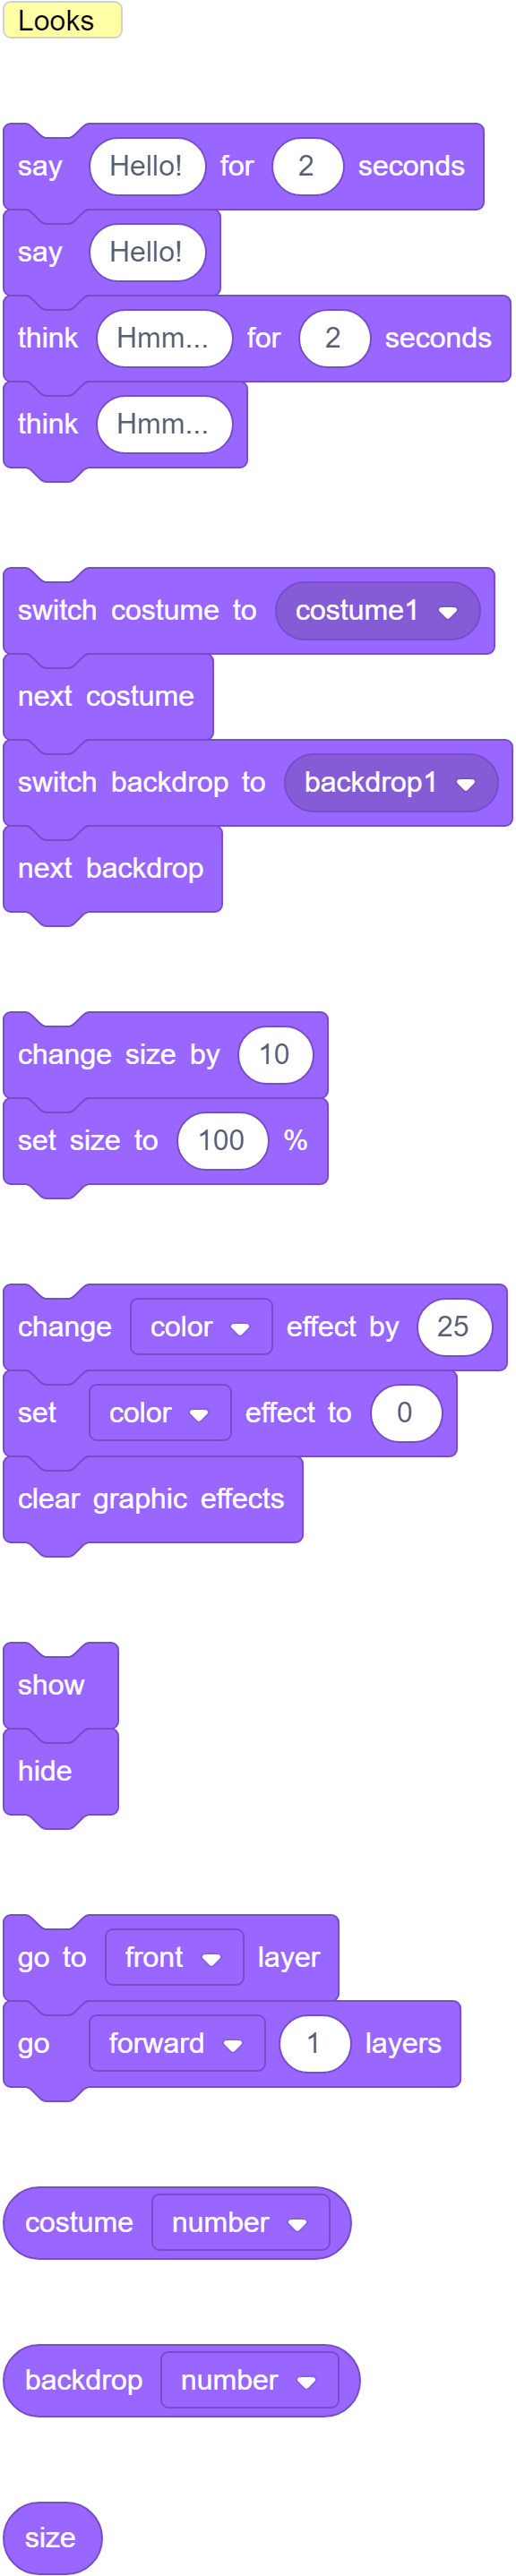 Looks
say Hello! for 2 seconds
say Hello!
think Hmm... for 2 seconds
think Hmm...
switch costume to costume1
next costume
switch backdrop to backdrop1
next backdrop
change size by 10
set size to 100 %
change color effect by 25
set color effect to 0
clear graphic effects
show
hide
go to front layer
go forward 1 layers
costume number
backdrop number
size